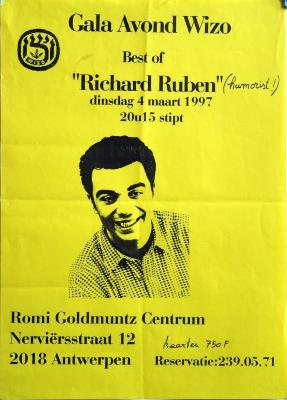 WIZO
Gala Avond Wizo
Best of
"Richard Ruben" (humorist!)
dinsdag 4 maart 1997
20u15 stipt
Romi Goldmuntz Centrum
Nerviërsstraat 12
2018 Antwerpen
kaarten 750 F
Reservatie:239.05.71